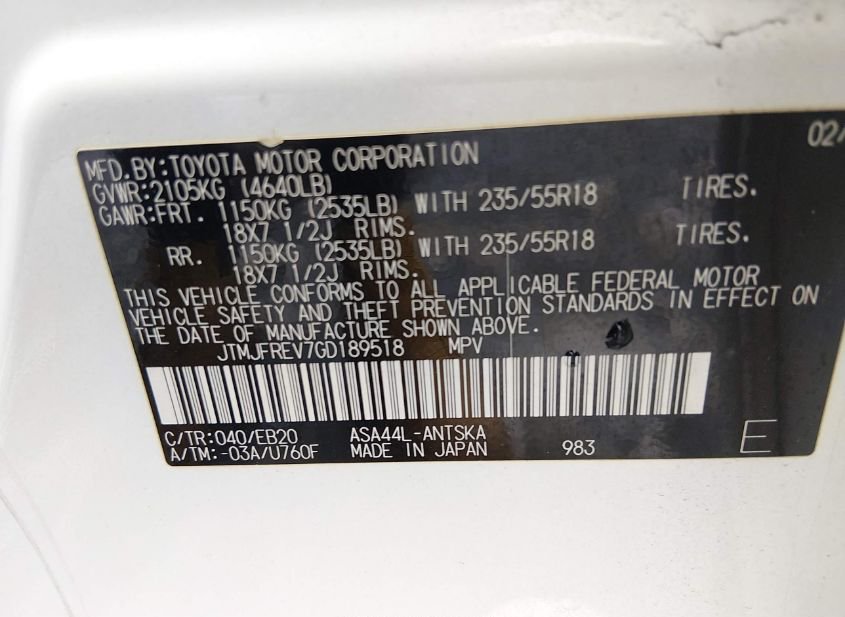 02/
MFD.BY:TOYOTA MOTOR CORPORATION
GVWR:2105KG (4640LB)
GAWR:FRT. 1150KG (2535LB) WITH 235/55R18 TIRES.
18X7 1/2J RIMS.
RR. 1150KG (2535LB) WITH 235/55R18 TIRES.
18X7 1/2J RIMS.
THIS VEHICLE CONFORMS TO ALL APPLICABLE FEDERAL MOTOR
VEHICLE SAFETY AND THEFT PREVENTION STANDARDS IN EFFECT ON
THE DATE OF MANUFACTURE SHOWN ABOVE.
JTMJFREV7GD189518 MPV
C/TR:040/EB20 ASA44L-ANTSKA
A/TM:-03A/U760F MADE IN JAPAN 983 E